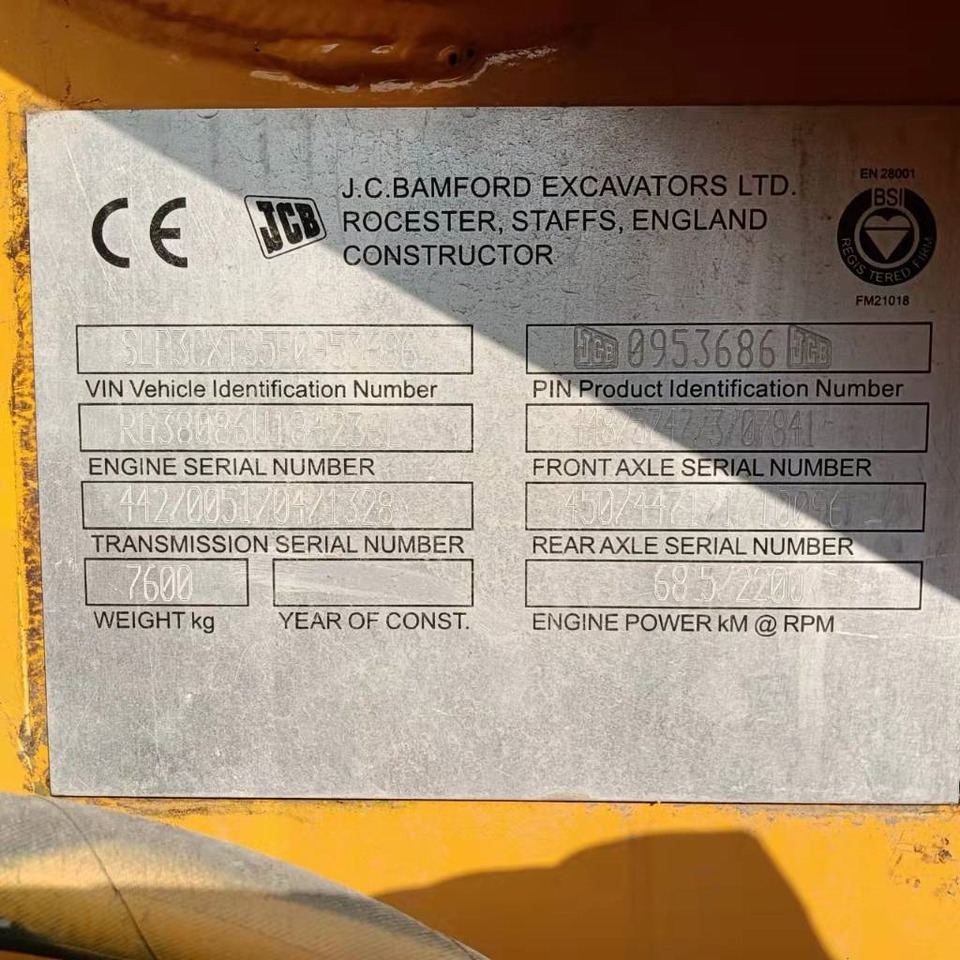 CE
JCB
J.C.BAMFORD EXCAVATORS LTD.
ROCESTER, STAFFS, ENGLAND
CONSTRUCTOR
EN 28001
BSI
REGISTERED FIRM
FM21018
VIN Vehicle Identification Number
JCB 0953686 JCB
PIN Product Identification Number
ENGINE SERIAL NUMBER
FRONT AXLE SERIAL NUMBER
442/0051/04/1328
TRANSMISSION SERIAL NUMBER
REAR AXLE SERIAL NUMBER
7600
WEIGHT kg
YEAR OF CONST.
68.5/2200
ENGINE POWER kM @ RPM